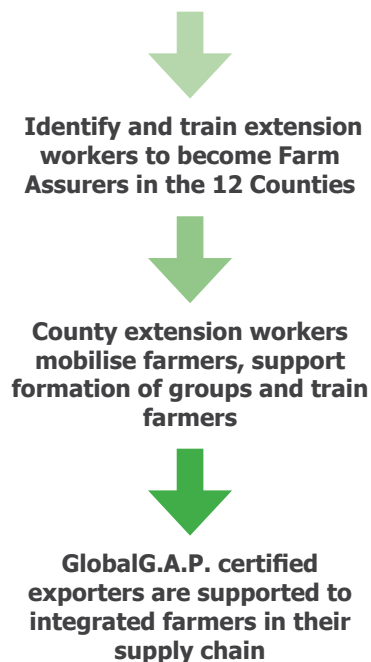 Identify and train extension
workers to become Farm
Assurers in the 12 Counties
County extension workers
mobilise farmers, support
formation of groups and train
farmers
GlobalG.A.P. certified
exporters are supported to
integrated farmers in their
supply chain